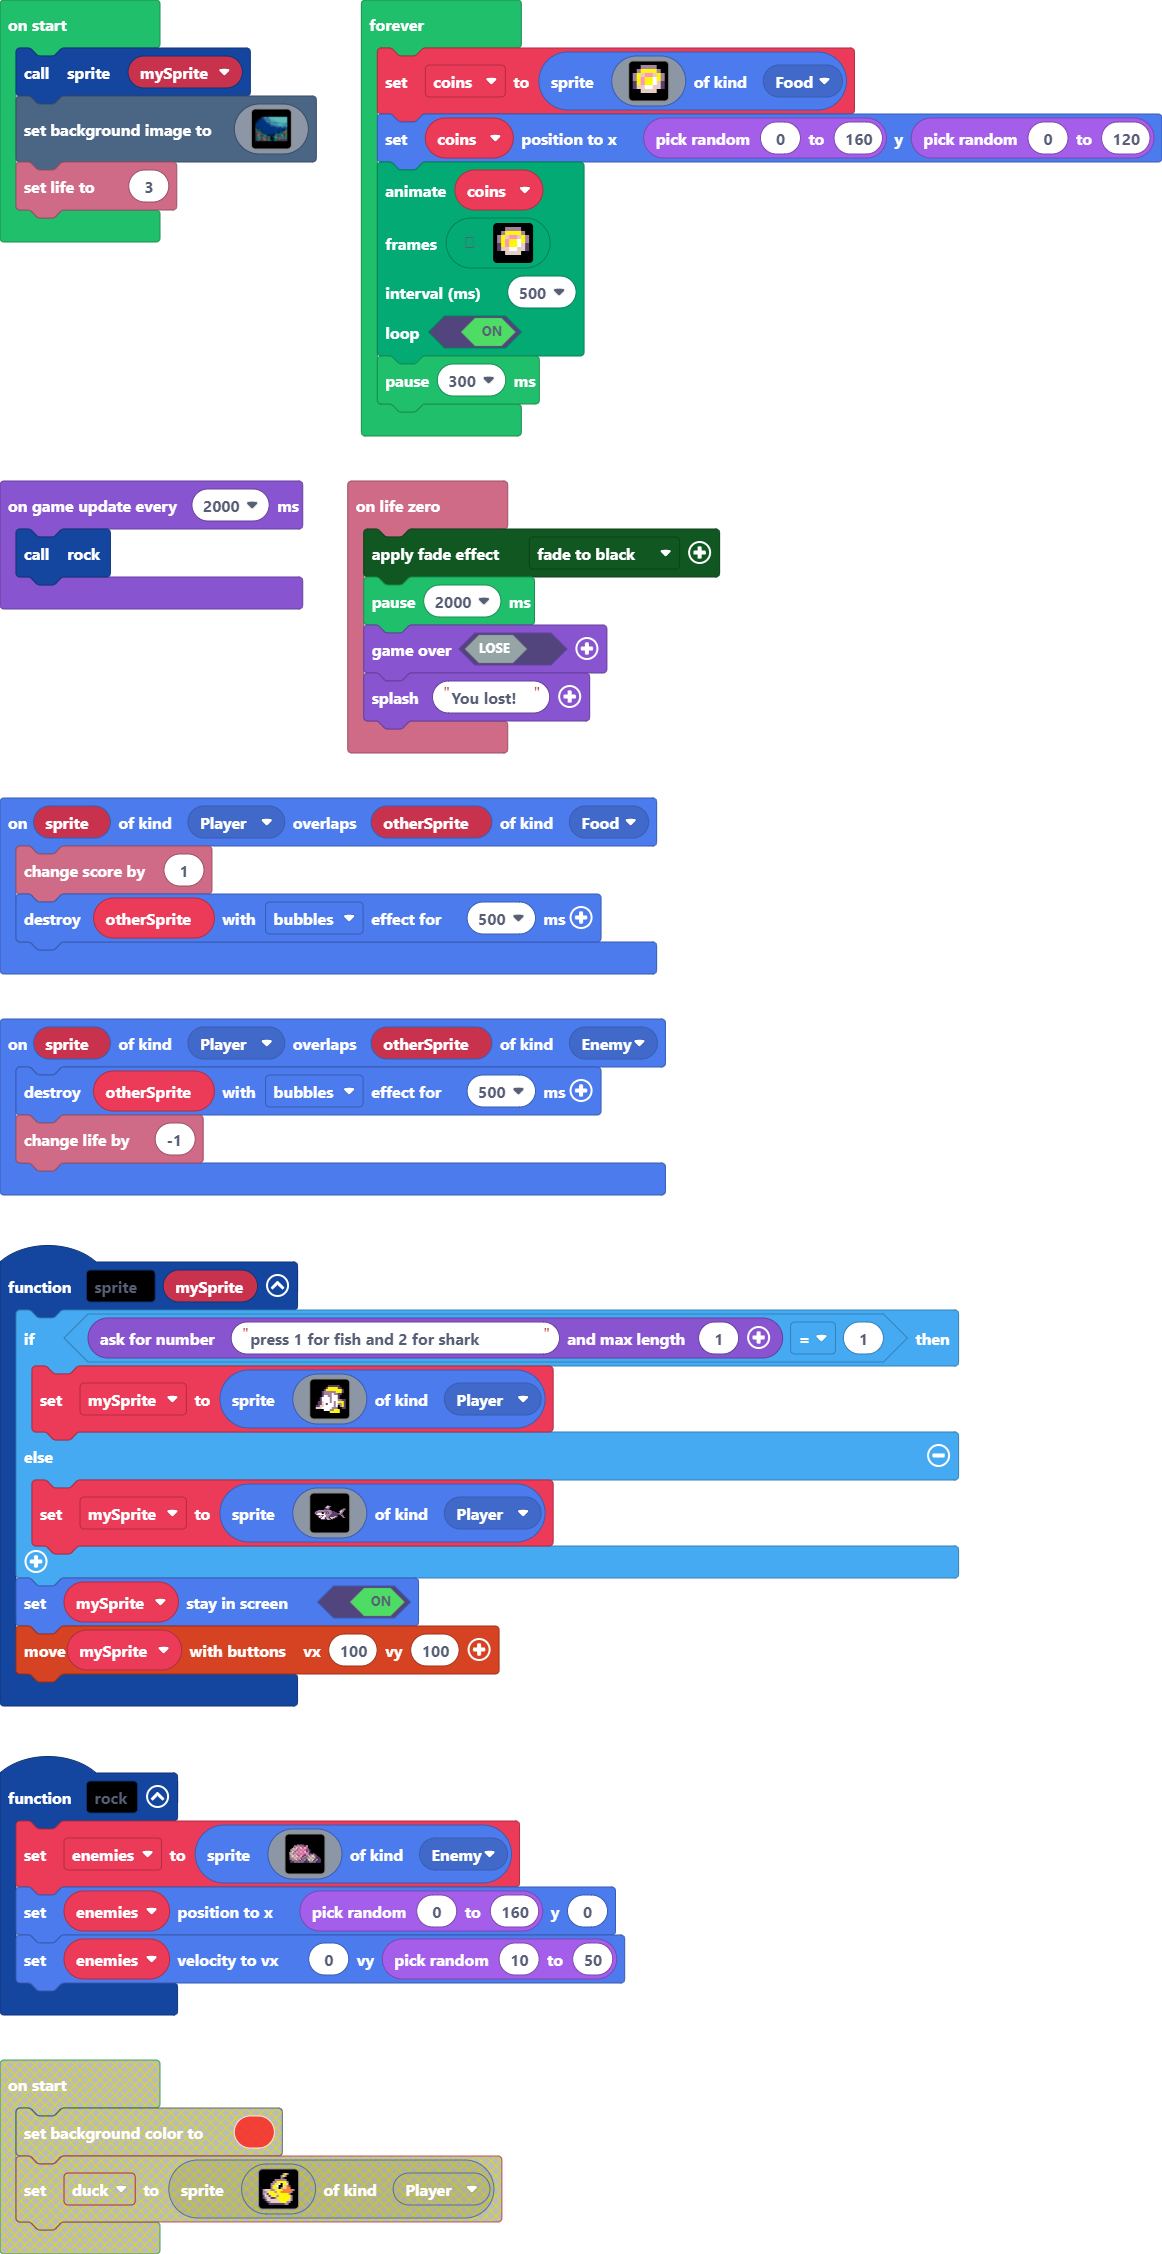 on start
call sprite mySprite
set background image to
set life to 3
forever
set coins to sprite of kind Food
set coins position to x pick random 0 to 160 y pick random 0 to 120
animate coins
frames
interval (ms) 500
loop ON
pause 300 ms
on game update every 2000 ms
call rock
on life zero
apply fade effect fade to black
pause 2000 ms
game over LOSE
splash "You lost! "
on sprite of kind Player overlaps otherSprite of kind Food
change score by 1
destroy otherSprite with bubbles effect for 500 ms
on sprite of kind Player overlaps otherSprite of kind Enemy
destroy otherSprite with bubbles effect for 500 ms
change life by -1
function sprite mySprite
if ask for number "press 1 for fish and 2 for shark " and max length 1 = 1 then
set mySprite to sprite of kind Player
else
set mySprite to sprite of kind Player
set mySprite stay in screen ON
move mySprite with buttons vx 100 vy 100
function rock
set enemies to sprite of kind Enemy
set enemies position to x pick random 0 to 160 y 0
set enemies velocity to vx 0 vy pick random 10 to 50
on start
set background color to
set duck to sprite of kind Player